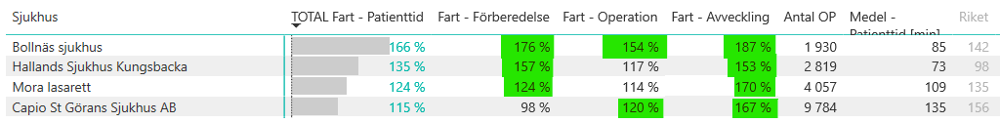 Sjukhus TOTAL Fart - Patienttid Fart - Förberedelse Fart - Operation Fart - Avveckling Antal OP Medel - Riket
Patienttid [min]
Bollnäs sjukhus 166 % 176 % 154 % 187 % 1 930 85 142
Hallands Sjukhus Kungsbacka 135 % 157 % 117 % 153 % 2 819 73 98
Mora lasarett 124 % 124 % 114 % 170 % 4 057 109 135
Capio St Görans Sjukhus AB 115 % 98 % 120 % 167 % 9 784 135 156